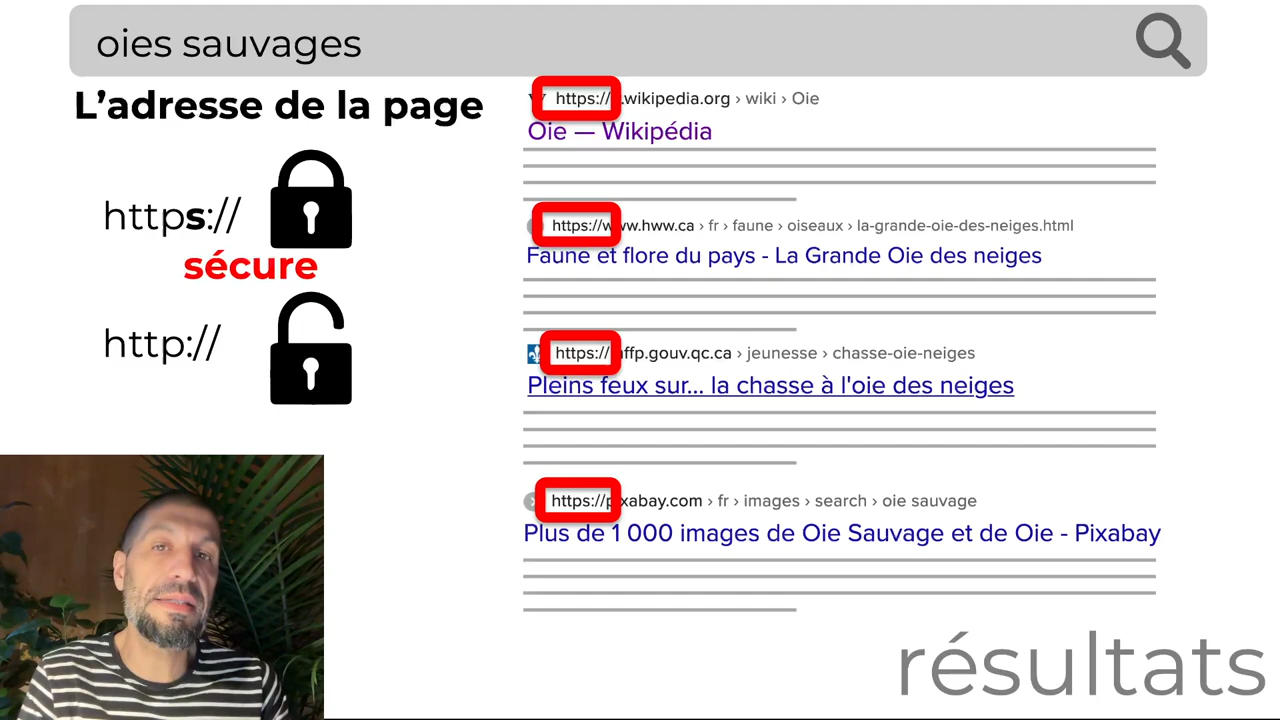 oies sauvages
L'adresse de la page
https://
sécure
http://
https://.wikipedia.org › wiki › Oie
Oie — Wikipédia
https://www.hww.ca › fr › faune › oiseaux › la-grande-oie-des-neiges.html
Faune et flore du pays - La Grande Oie des neiges
https://mffp.gouv.qc.ca › jeunesse › chasse-oie-neiges
Pleins feux sur... la chasse à l'oie des neiges
https://pixabay.com › fr › images › search › oie sauvage
Plus de 1 000 images de Oie Sauvage et de Oie - Pixabay
résultats